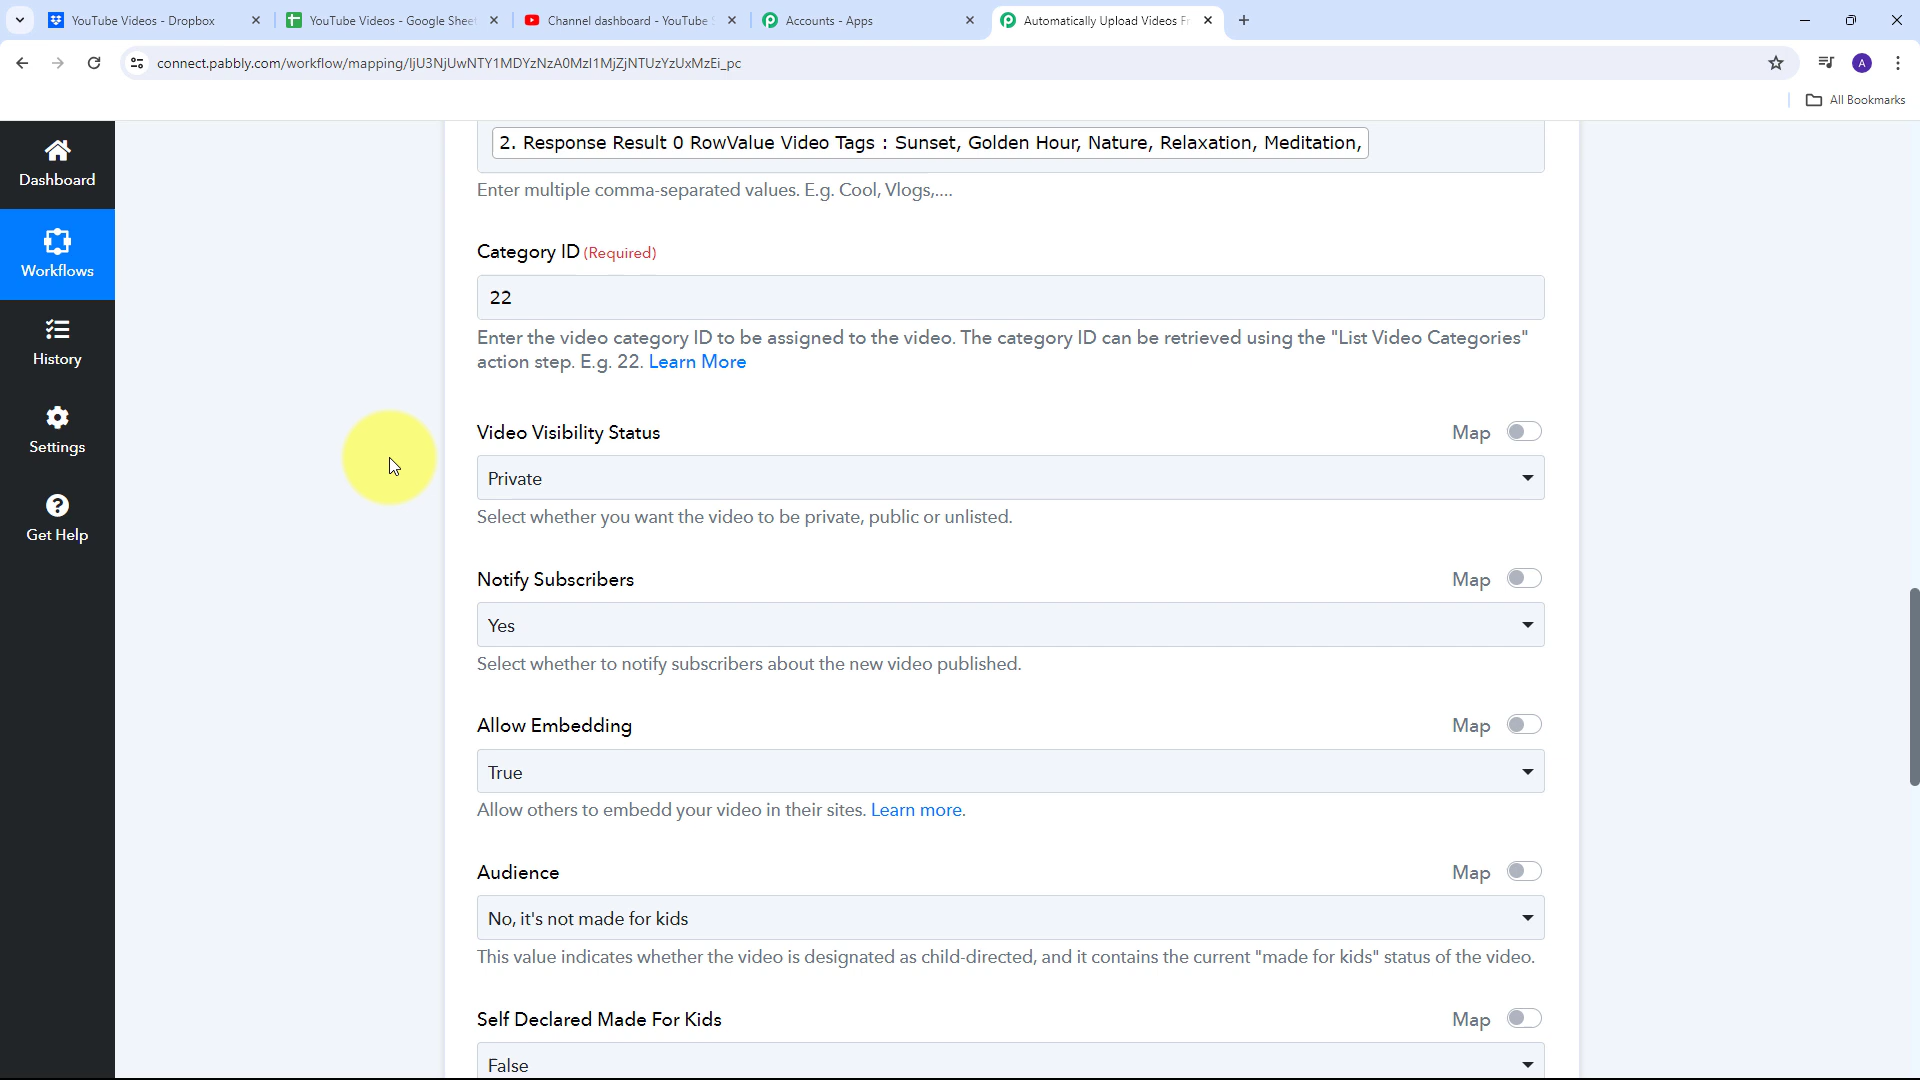 YouTube Videos - Dropbox
YouTube Videos - Google Sheet
Channel dashboard - YouTube S
Accounts - Apps
Automatically Upload Videos Fr
connect.pabbly.com/workflow/mapping/IjU3NjUwNTY1MDYzNzA0MzI1MjZjNTUzYzUxMzEi_pc
A
All Bookmarks
Dashboard
Workflows
History
Settings
Get Help
2. Response Result 0 RowValue Video Tags : Sunset, Golden Hour, Nature, Relaxation, Meditation,
Enter multiple comma-separated values. E.g. Cool, Vlogs,....
Category ID (Required)
22
Enter the video category ID to be assigned to the video. The category ID can be retrieved using the "List Video Categories"
action step. E.g. 22. Learn More
Video Visibility Status
Map
Private
Select whether you want the video to be private, public or unlisted.
Notify Subscribers
Map
Yes
Select whether to notify subscribers about the new video published.
Allow Embedding
Map
True
Allow others to embedd your video in their sites. Learn more.
Audience
Map
No, it's not made for kids
This value indicates whether the video is designated as child-directed, and it contains the current "made for kids" status of the video.
Self Declared Made For Kids
Map
False